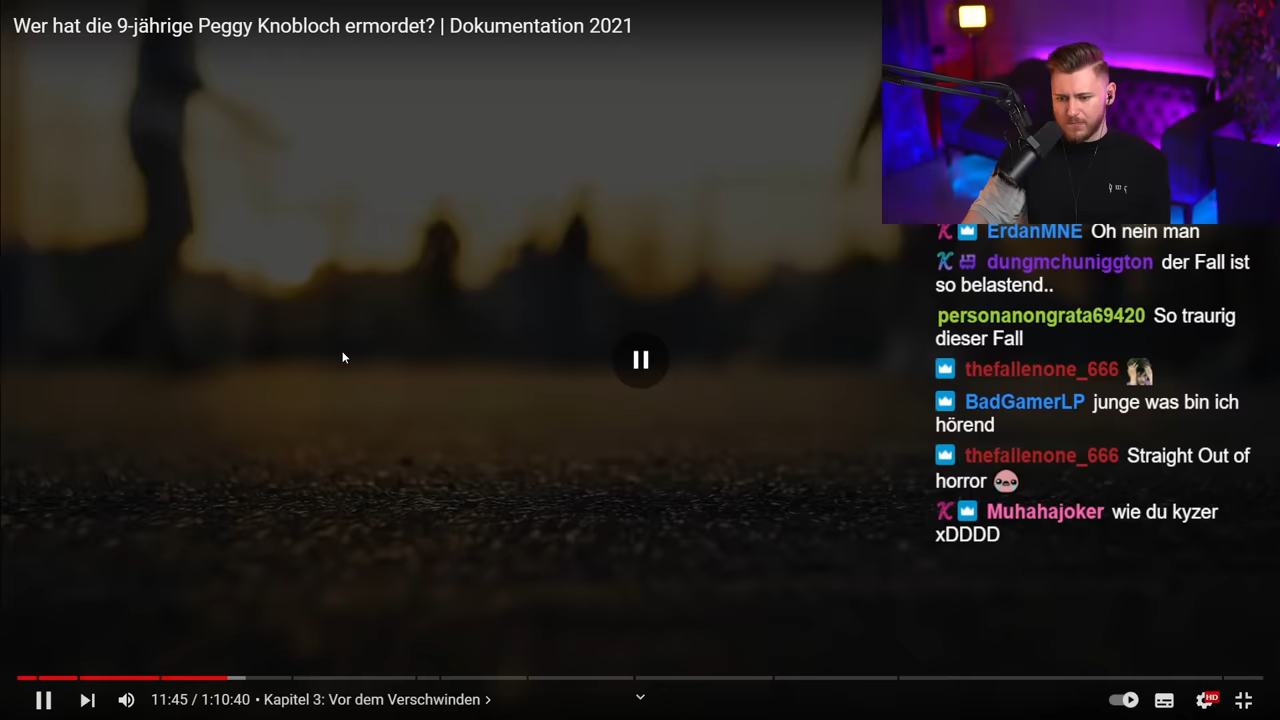 Wer hat die 9-jährige Peggy Knobloch ermordet? | Dokumentation 2021
ErdanMNE Oh nein man
dungmchuniggton der Fall ist
so belastend..
personanongrata69420 So traurig
dieser Fall
thefallenone_666
BadGamerLP junge was bin ich
hörend
thefallenone_666 Straight Out of
horror
Muhahajoker wie du kyzer
xDDDD
11:45 / 1:10:40 • Kapitel 3: Vor dem Verschwinden
HD